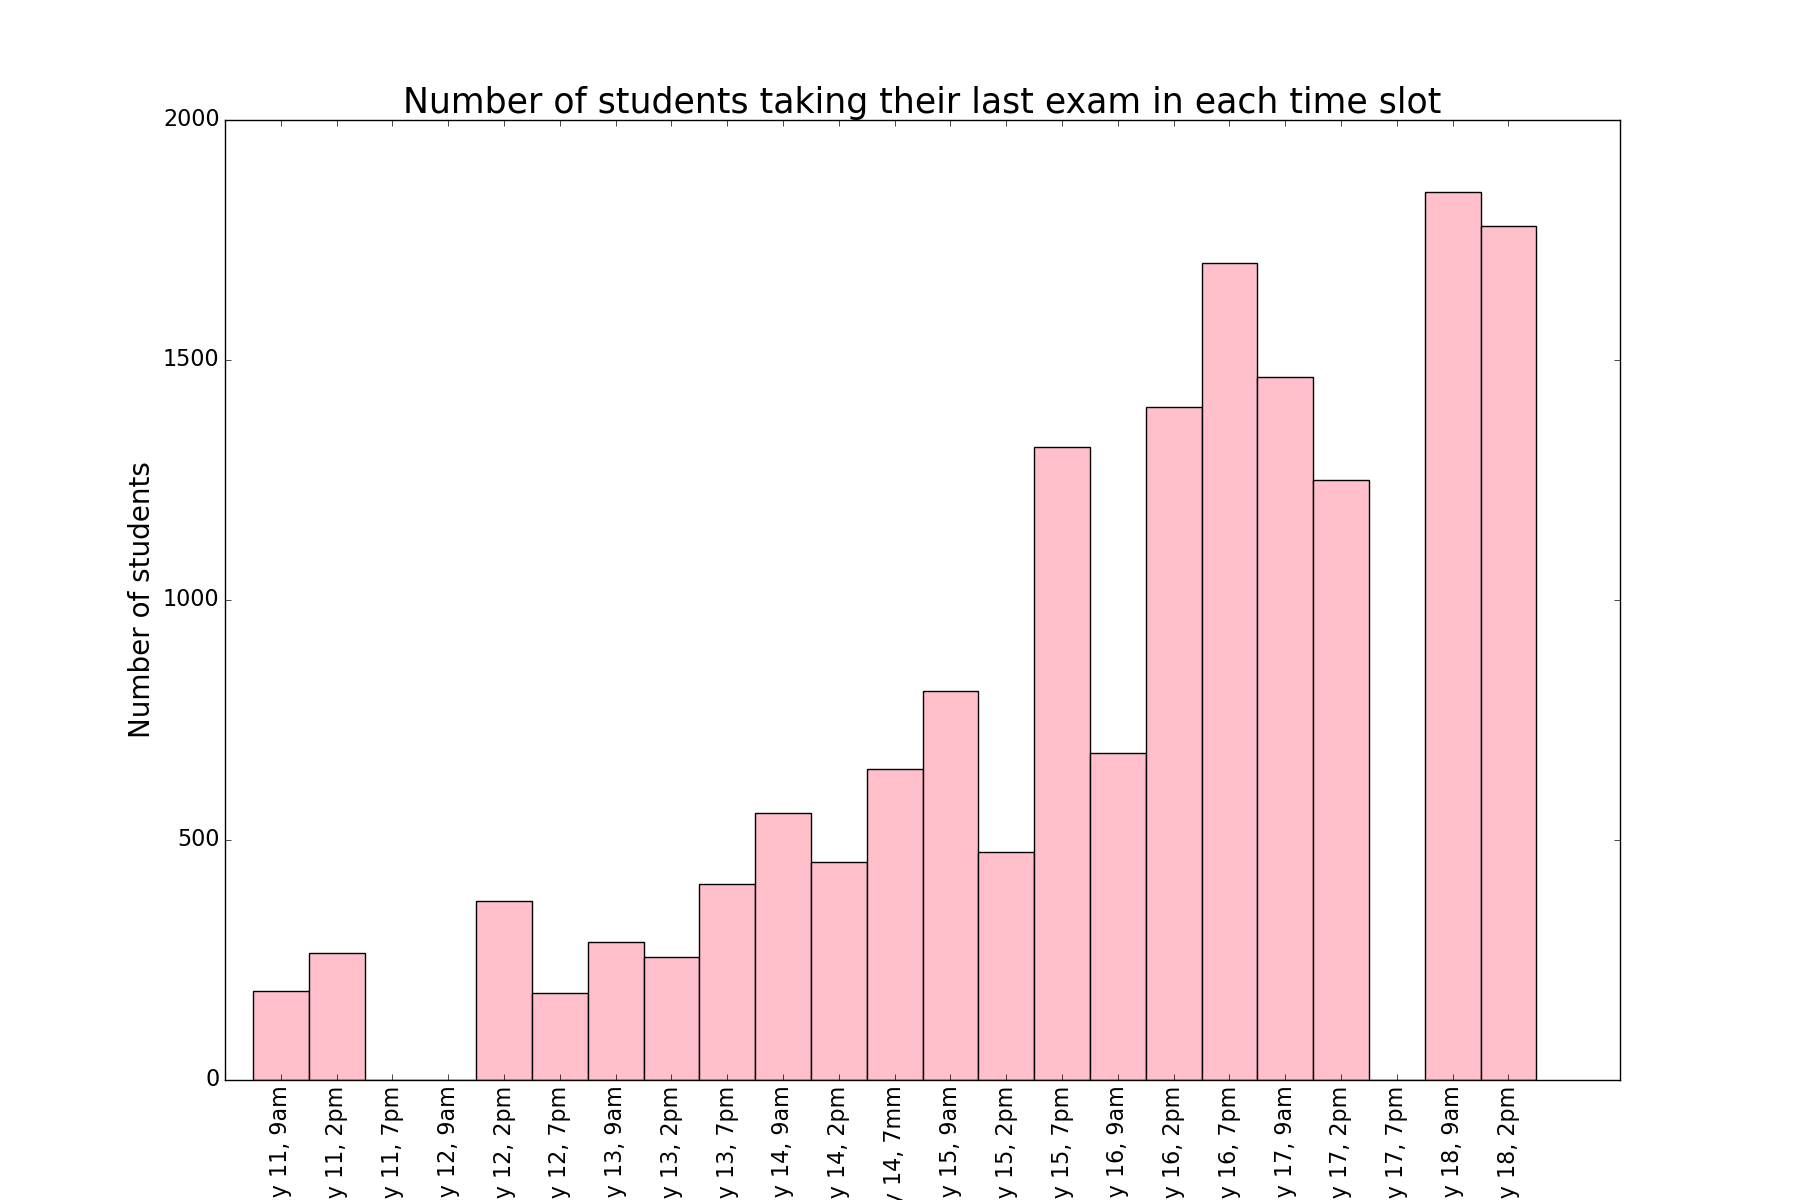 Number of students taking their last exam in each time slot
Number of students
2000
1500
1000
500
0
y 11, 9am
y 11, 2pm
y 11, 7pm
y 12, 9am
y 12, 2pm
y 12, 7pm
y 13, 9am
y 13, 2pm
y 13, 7pm
y 14, 9am
y 14, 2pm
y 14, 7mm
y 15, 9am
y 15, 2pm
y 15, 7pm
y 16, 9am
y 16, 2pm
y 16, 7pm
y 17, 9am
y 17, 2pm
y 17, 7pm
y 18, 9am
y 18, 2pm